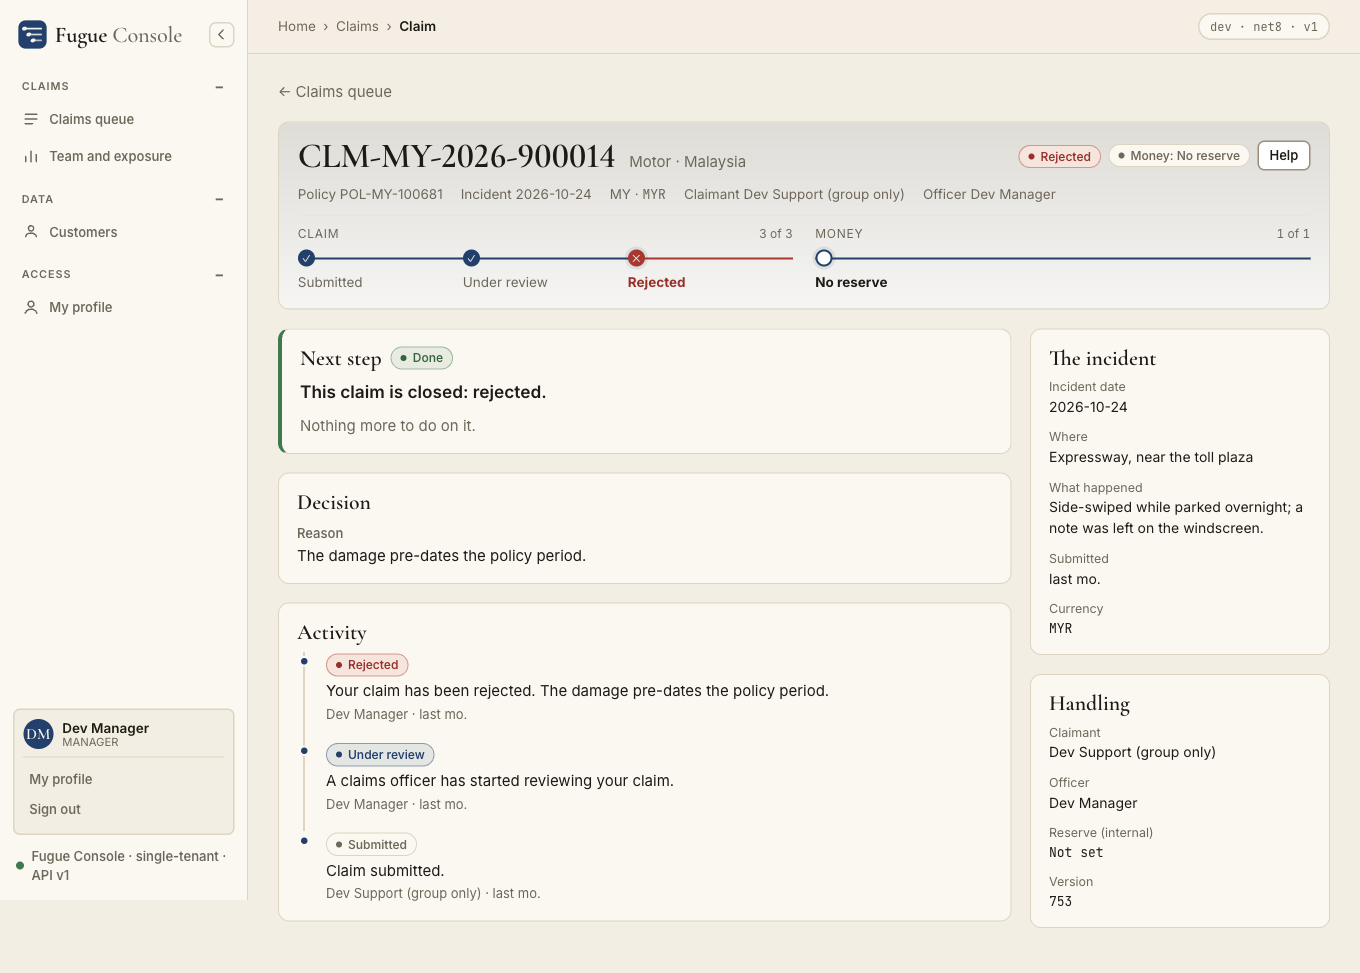 Fugue Console
Home › Claims › Claim
dev · net8 · v1
CLAIMS
Claims queue
Team and exposure
DATA
Customers
ACCESS
My profile
DM
Dev Manager
MANAGER
My profile
Sign out
Fugue Console · single-tenant ·
API v1
← Claims queue
CLM-MY-2026-900014 Motor · Malaysia
Rejected
Money: No reserve
Help
Policy POL-MY-100681 Incident 2026-10-24 MY · MYR Claimant Dev Support (group only) Officer Dev Manager
CLAIM 3 of 3
Submitted Under review Rejected
MONEY 1 of 1
No reserve
Next step Done
This claim is closed: rejected.
Nothing more to do on it.
Decision
Reason
The damage pre-dates the policy period.
Activity
Rejected
Your claim has been rejected. The damage pre-dates the policy period.
Dev Manager · last mo.
Under review
A claims officer has started reviewing your claim.
Dev Manager · last mo.
Submitted
Claim submitted.
Dev Support (group only) · last mo.
The incident
Incident date
2026-10-24
Where
Expressway, near the toll plaza
What happened
Side-swiped while parked overnight; a
note was left on the windscreen.
Submitted
last mo.
Currency
MYR
Handling
Claimant
Dev Support (group only)
Officer
Dev Manager
Reserve (internal)
Not set
Version
753